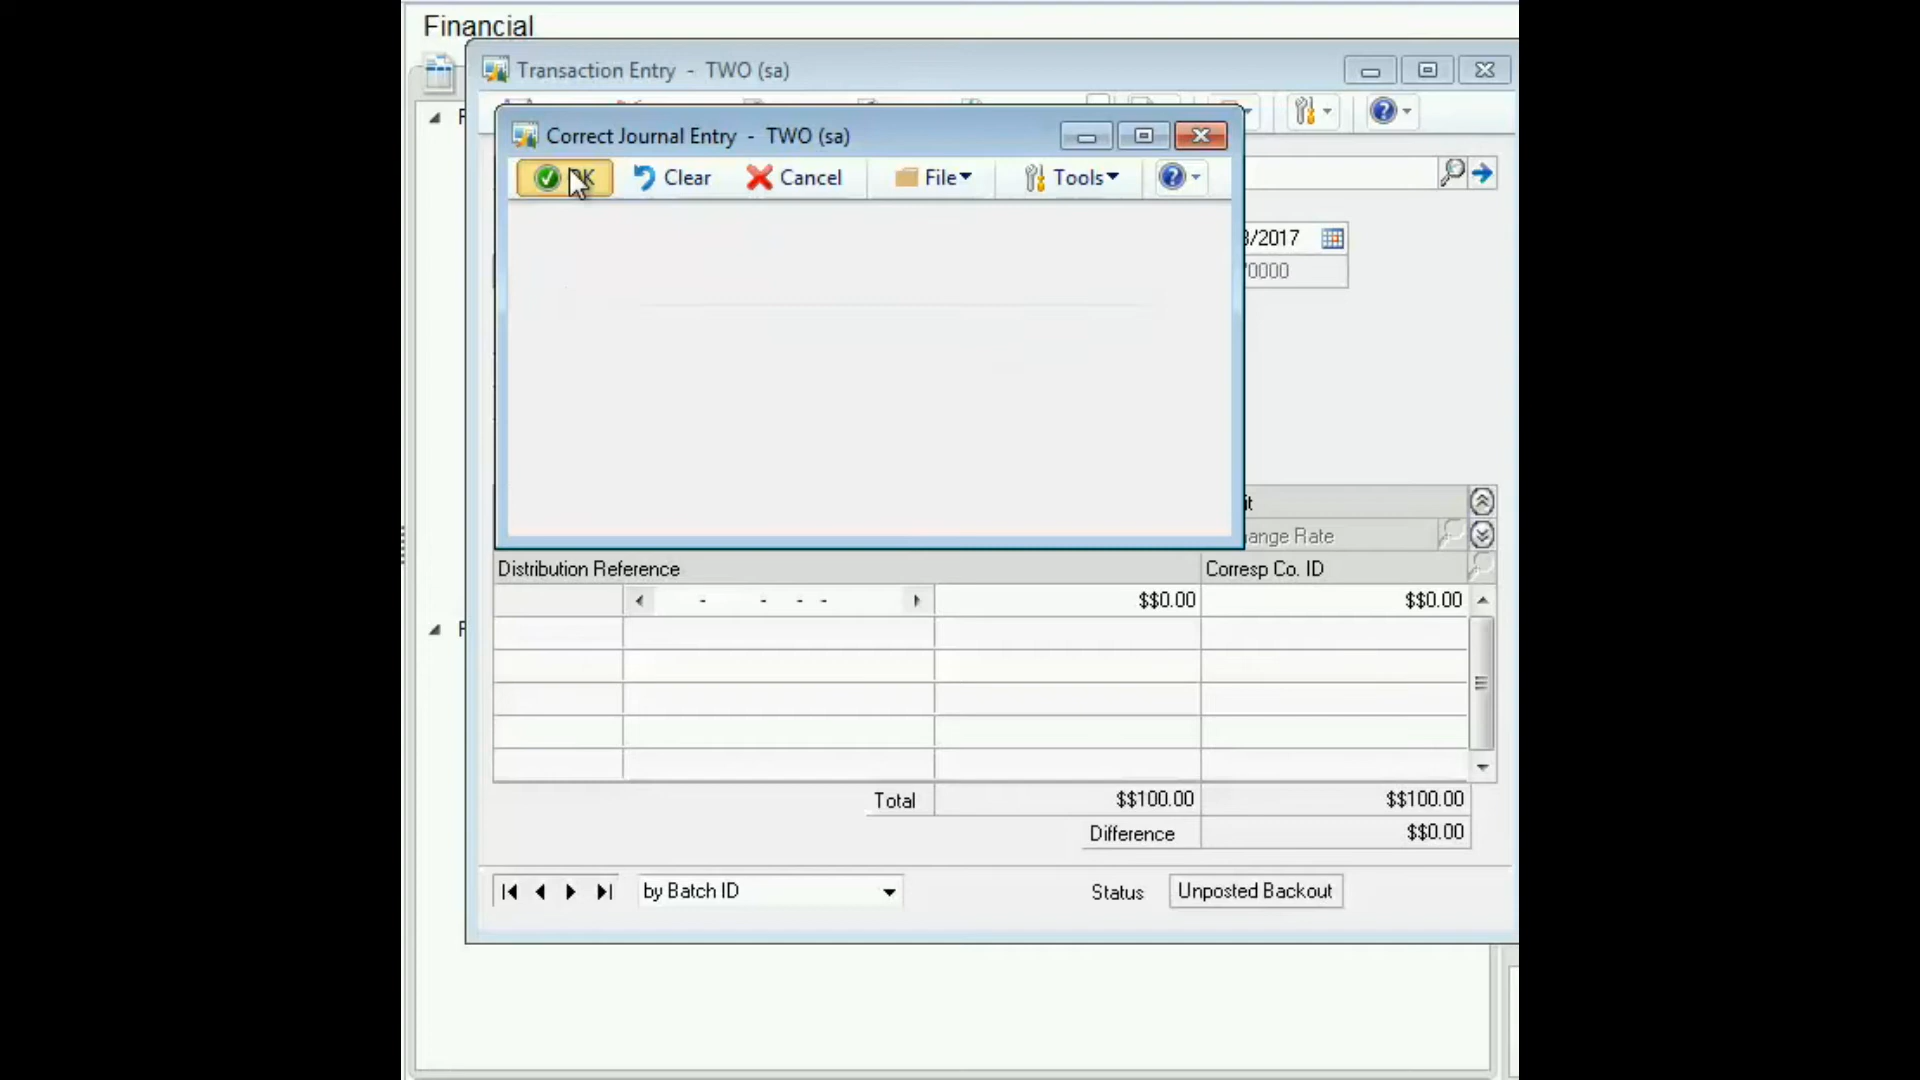 Financial
Transaction Entry - TWO (sa)
Correct Journal Entry - TWO (sa)
OK Clear Cancel File Tools
3/2017
0000
it
ange Rate
Distribution Reference Corresp Co. ID
- - - - $$0.00 $$0.00
Total $$100.00 $$100.00
Difference $$0.00
by Batch ID Status Unposted Backout